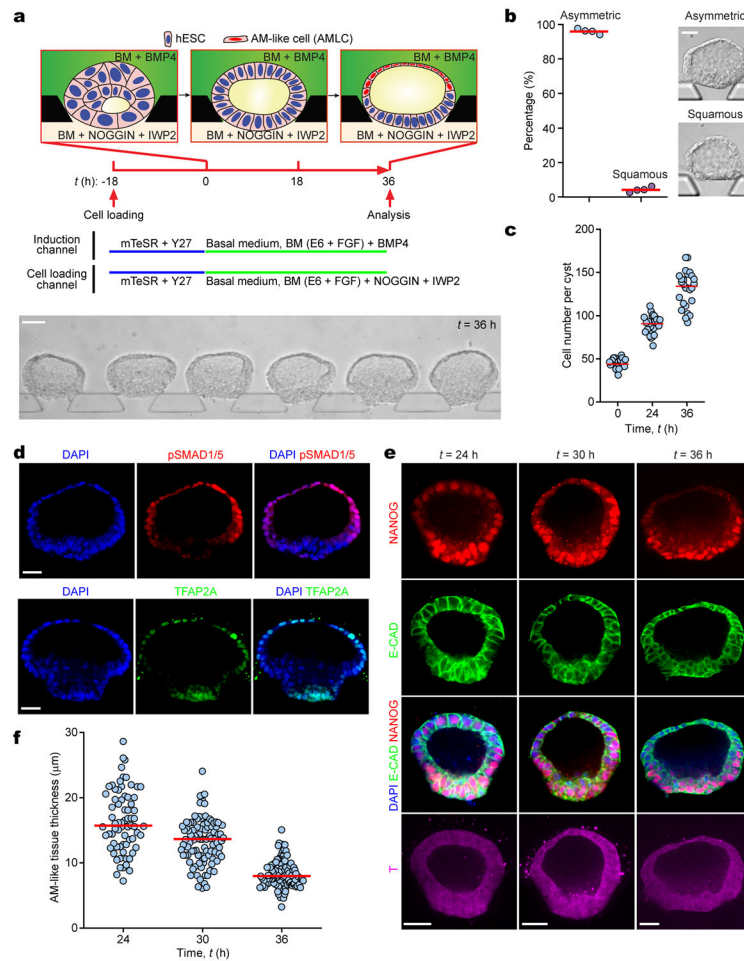 a
hESC
AM-like cell (AMLC)
BM + BMP4
BM + BMP4
BM + BMP4
BM + NOGGIN + IWP2
BM + NOGGIN + IWP2
BM + NOGGIN + IWP2
t (h): -18
0
18
36
Cell loading
Analysis
Induction channel
mTeSR + Y27
Basal medium, BM (E6 + FGF) + BMP4
Cell loading channel
mTeSR + Y27
Basal medium, BM (E6 + FGF) + NOGGIN + IWP2
t = 36 h
b
Asymmetric
Squamous
Percentage (%)
100
80
60
40
20
0
Asymmetric
Squamous
c
Cell number per cyst
200
150
100
50
0
0
24
36
Time, t (h)
d
DAPI
pSMAD1/5
DAPI pSMAD1/5
DAPI
TFAP2A
DAPI TFAP2A
e
t = 24 h
t = 30 h
t = 36 h
NANOG
E-CAD
DAPI E-CAD NANOG
T
f
AM-like tissue thickness (µm)
30
20
10
0
24
30
36
Time, t (h)